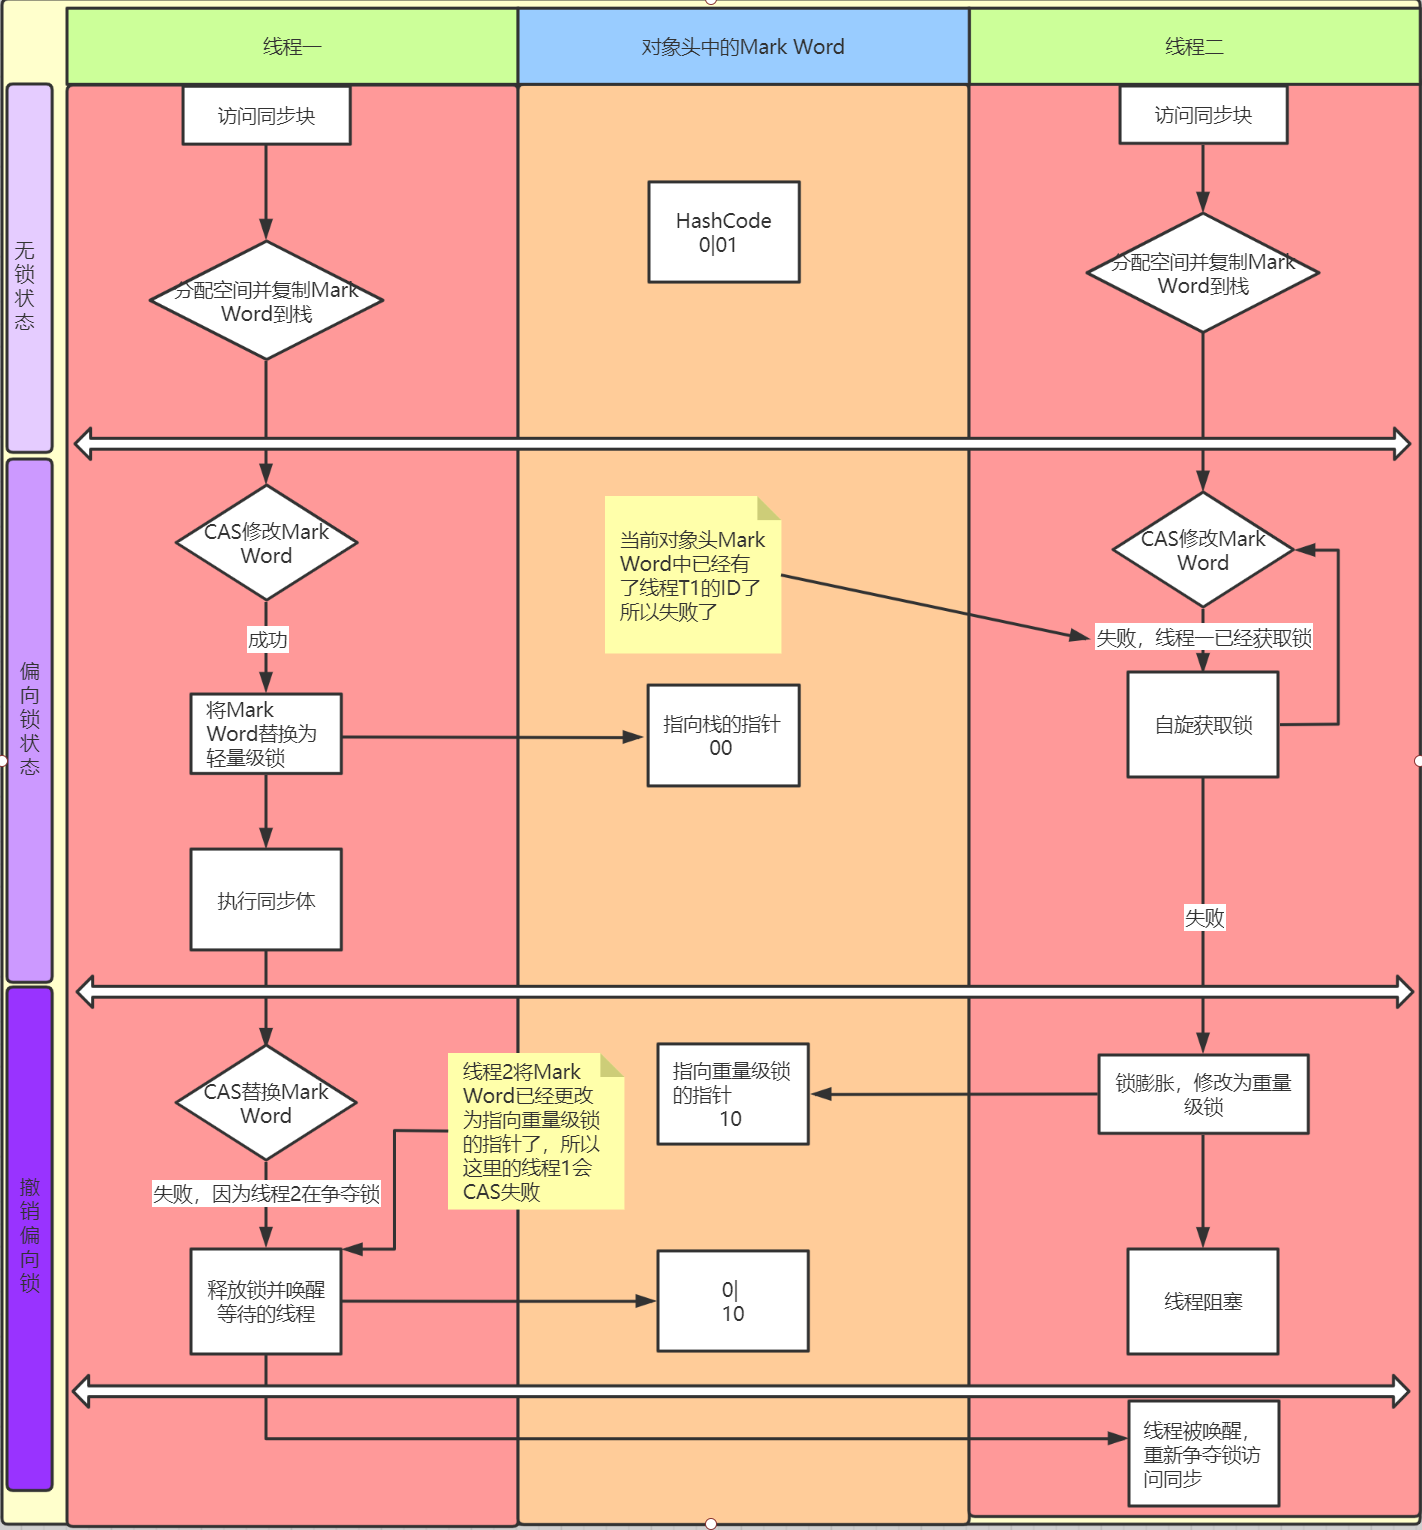 线程一
对象头中的Mark Word
线程二
无
锁
状
态
访问同步块
分配空间并复制Mark
Word到栈
HashCode
0|01
访问同步块
分配空间并复制Mark
Word到栈
偏
向
锁
状
态
CAS修改Mark
Word
成功
将Mark
Word替换为
轻量级锁
执行同步体
当前对象头Mark
Word中已经有
了线程T1的ID了
所以失败了
指向栈的指针
00
CAS修改Mark
Word
失败，线程一已经获取锁
自旋获取锁
失败
撤
销
偏
向
锁
CAS替换Mark
Word
失败，因为线程2在争夺锁
释放锁并唤醒
等待的线程
线程2将Mark
Word已经更改
为指向重量级锁
的指针了，所以
这里的线程1会
CAS失败
指向重量级锁
的指针
10
0|
10
锁膨胀，修改为重量
级锁
线程阻塞
线程被唤醒，
重新争夺锁访
问同步